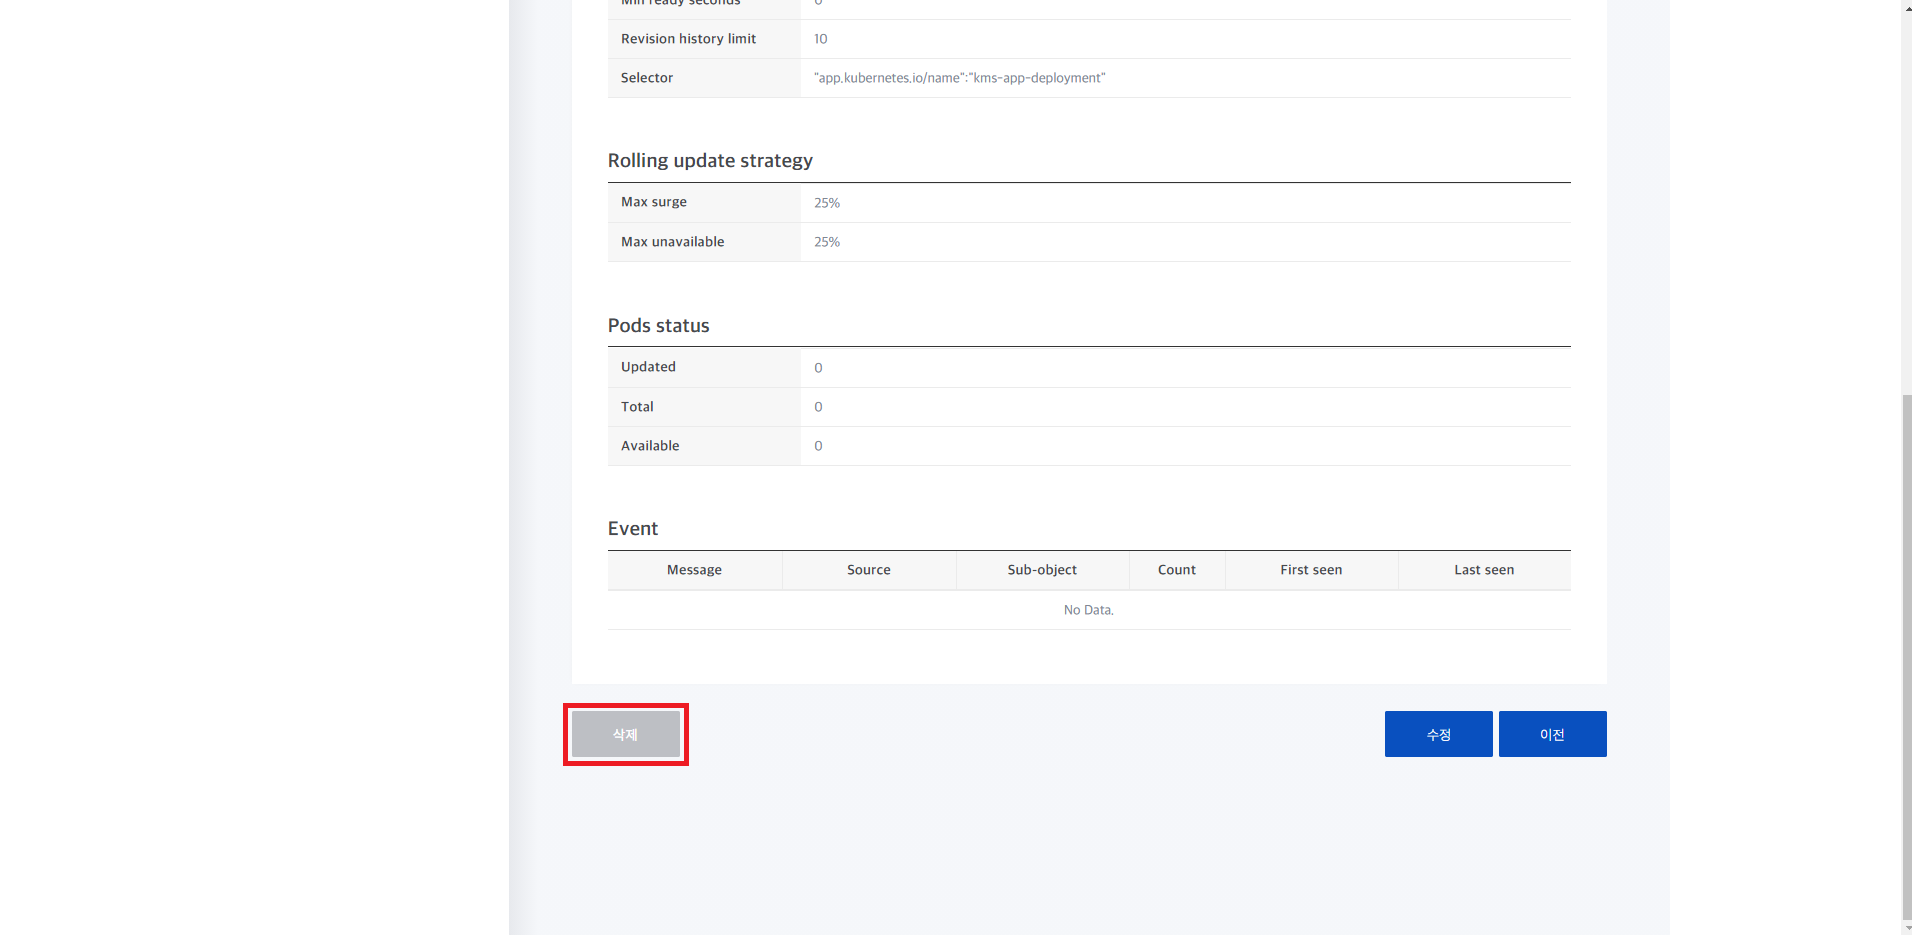 Min ready seconds 0
Revision history limit 10
Selector "app.kubernetes.io/name":"kms-app-deployment"
Rolling update strategy
Max surge 25%
Max unavailable 25%
Pods status
Updated 0
Total 0
Available 0
Event
Message Source Sub-object Count First seen Last seen
No Data.
삭제 수정 이전